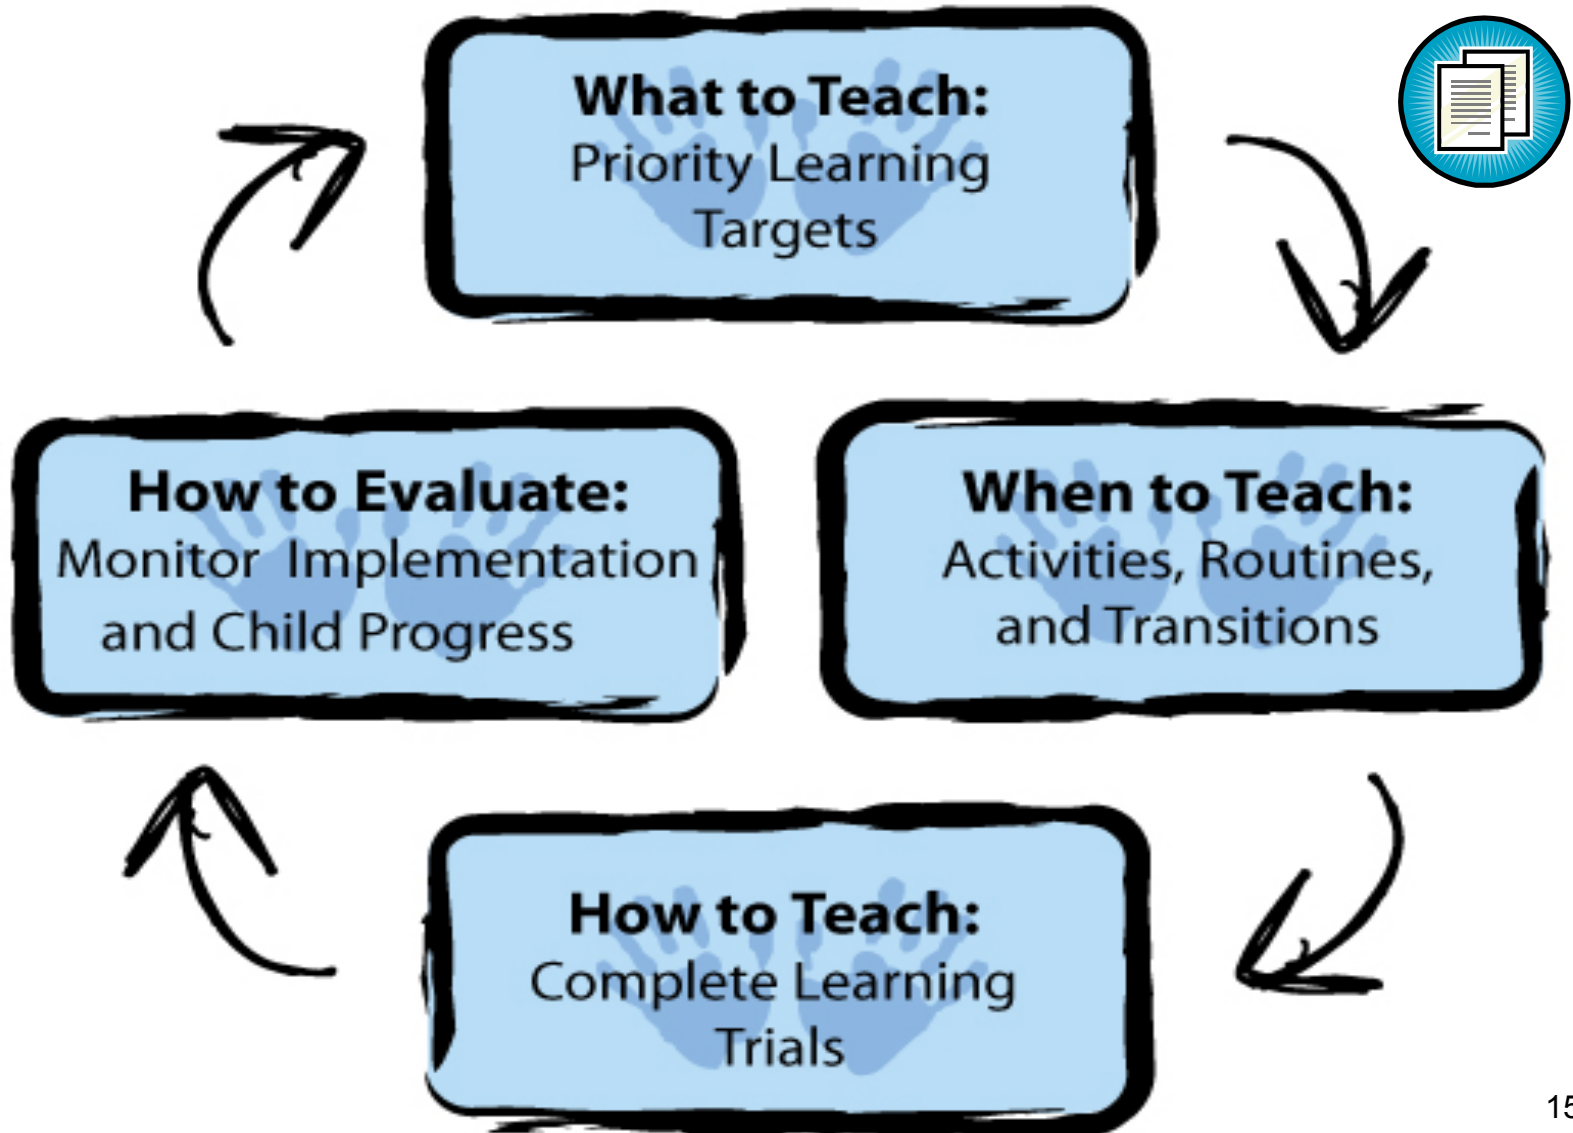 What to Teach:
Priority Learning
Targets
How to Evaluate:
Monitor Implementation
and Child Progress
When to Teach:
Activities, Routines,
and Transitions
How to Teach:
Complete Learning
Trials
15